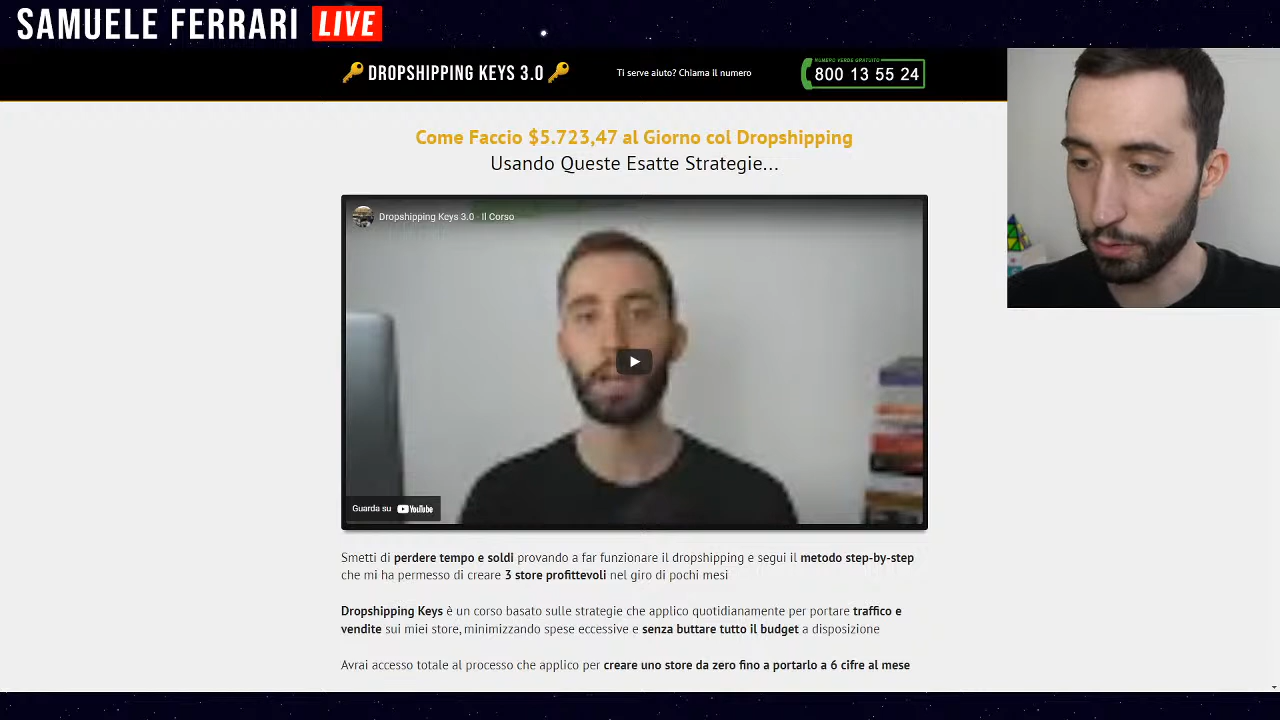 SAMUELE FERRARI LIVE
🔑 DROPSHIPPING KEYS 3.0 🔑
Ti serve aiuto? Chiama il numero
NUMERO VERDE GRATUITO
800 13 55 24
Come Faccio $5.723,47 al Giorno col Dropshipping
Usando Queste Esatte Strategie...
Dropshipping Keys 3.0 - Il Corso
Guarda su YouTube
Smetti di perdere tempo e soldi provando a far funzionare il dropshipping e segui il metodo step-by-step
che mi ha permesso di creare 3 store profittevoli nel giro di pochi mesi
Dropshipping Keys è un corso basato sulle strategie che applico quotidianamente per portare traffico e
vendite sui miei store, minimizzando spese eccessive e senza buttare tutto il budget a disposizione
Avrai accesso totale al processo che applico per creare uno store da zero fino a portarlo a 6 cifre al mese